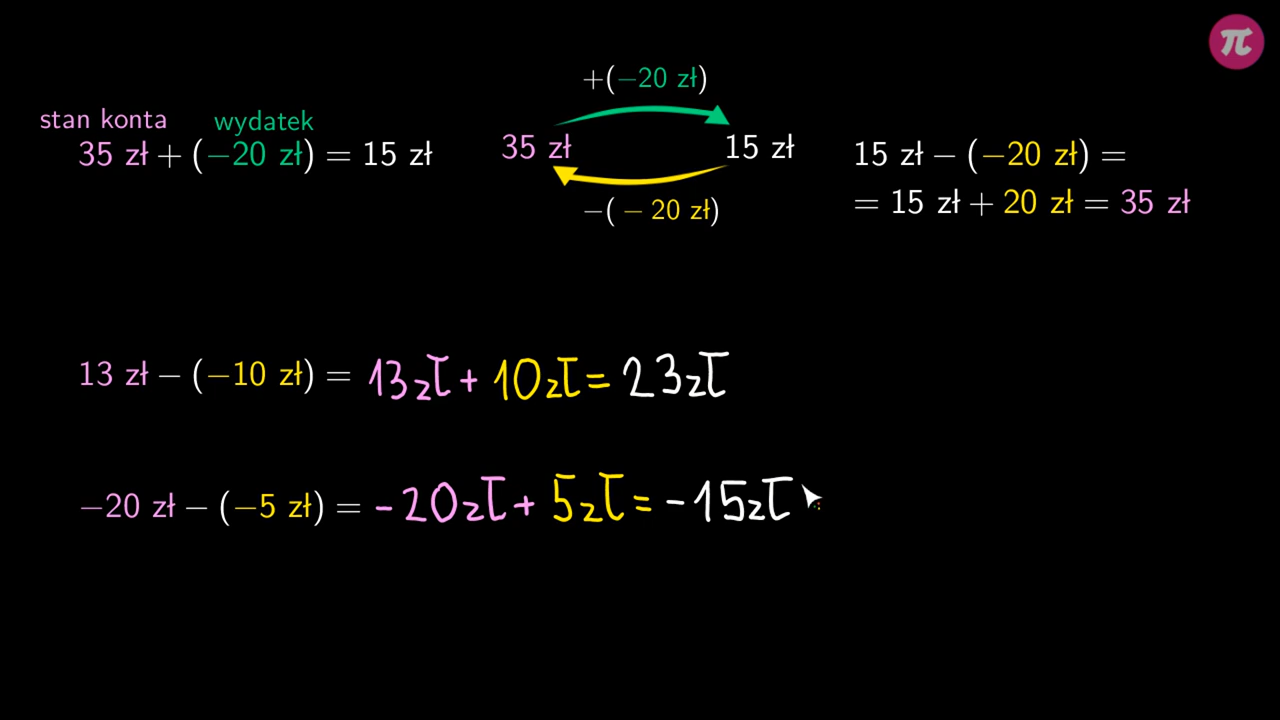 π
stan konta wydatek
35 zł + (−20 zł) = 15 zł
+(−20 zł)
35 zł 15 zł
−( − 20 zł)
15 zł − (−20 zł) =
= 15 zł + 20 zł = 35 zł
13 zł − (−10 zł) = 13 zł + 10 zł = 23 zł
−20 zł − (−5 zł) = −20 zł + 5 zł = −15 zł